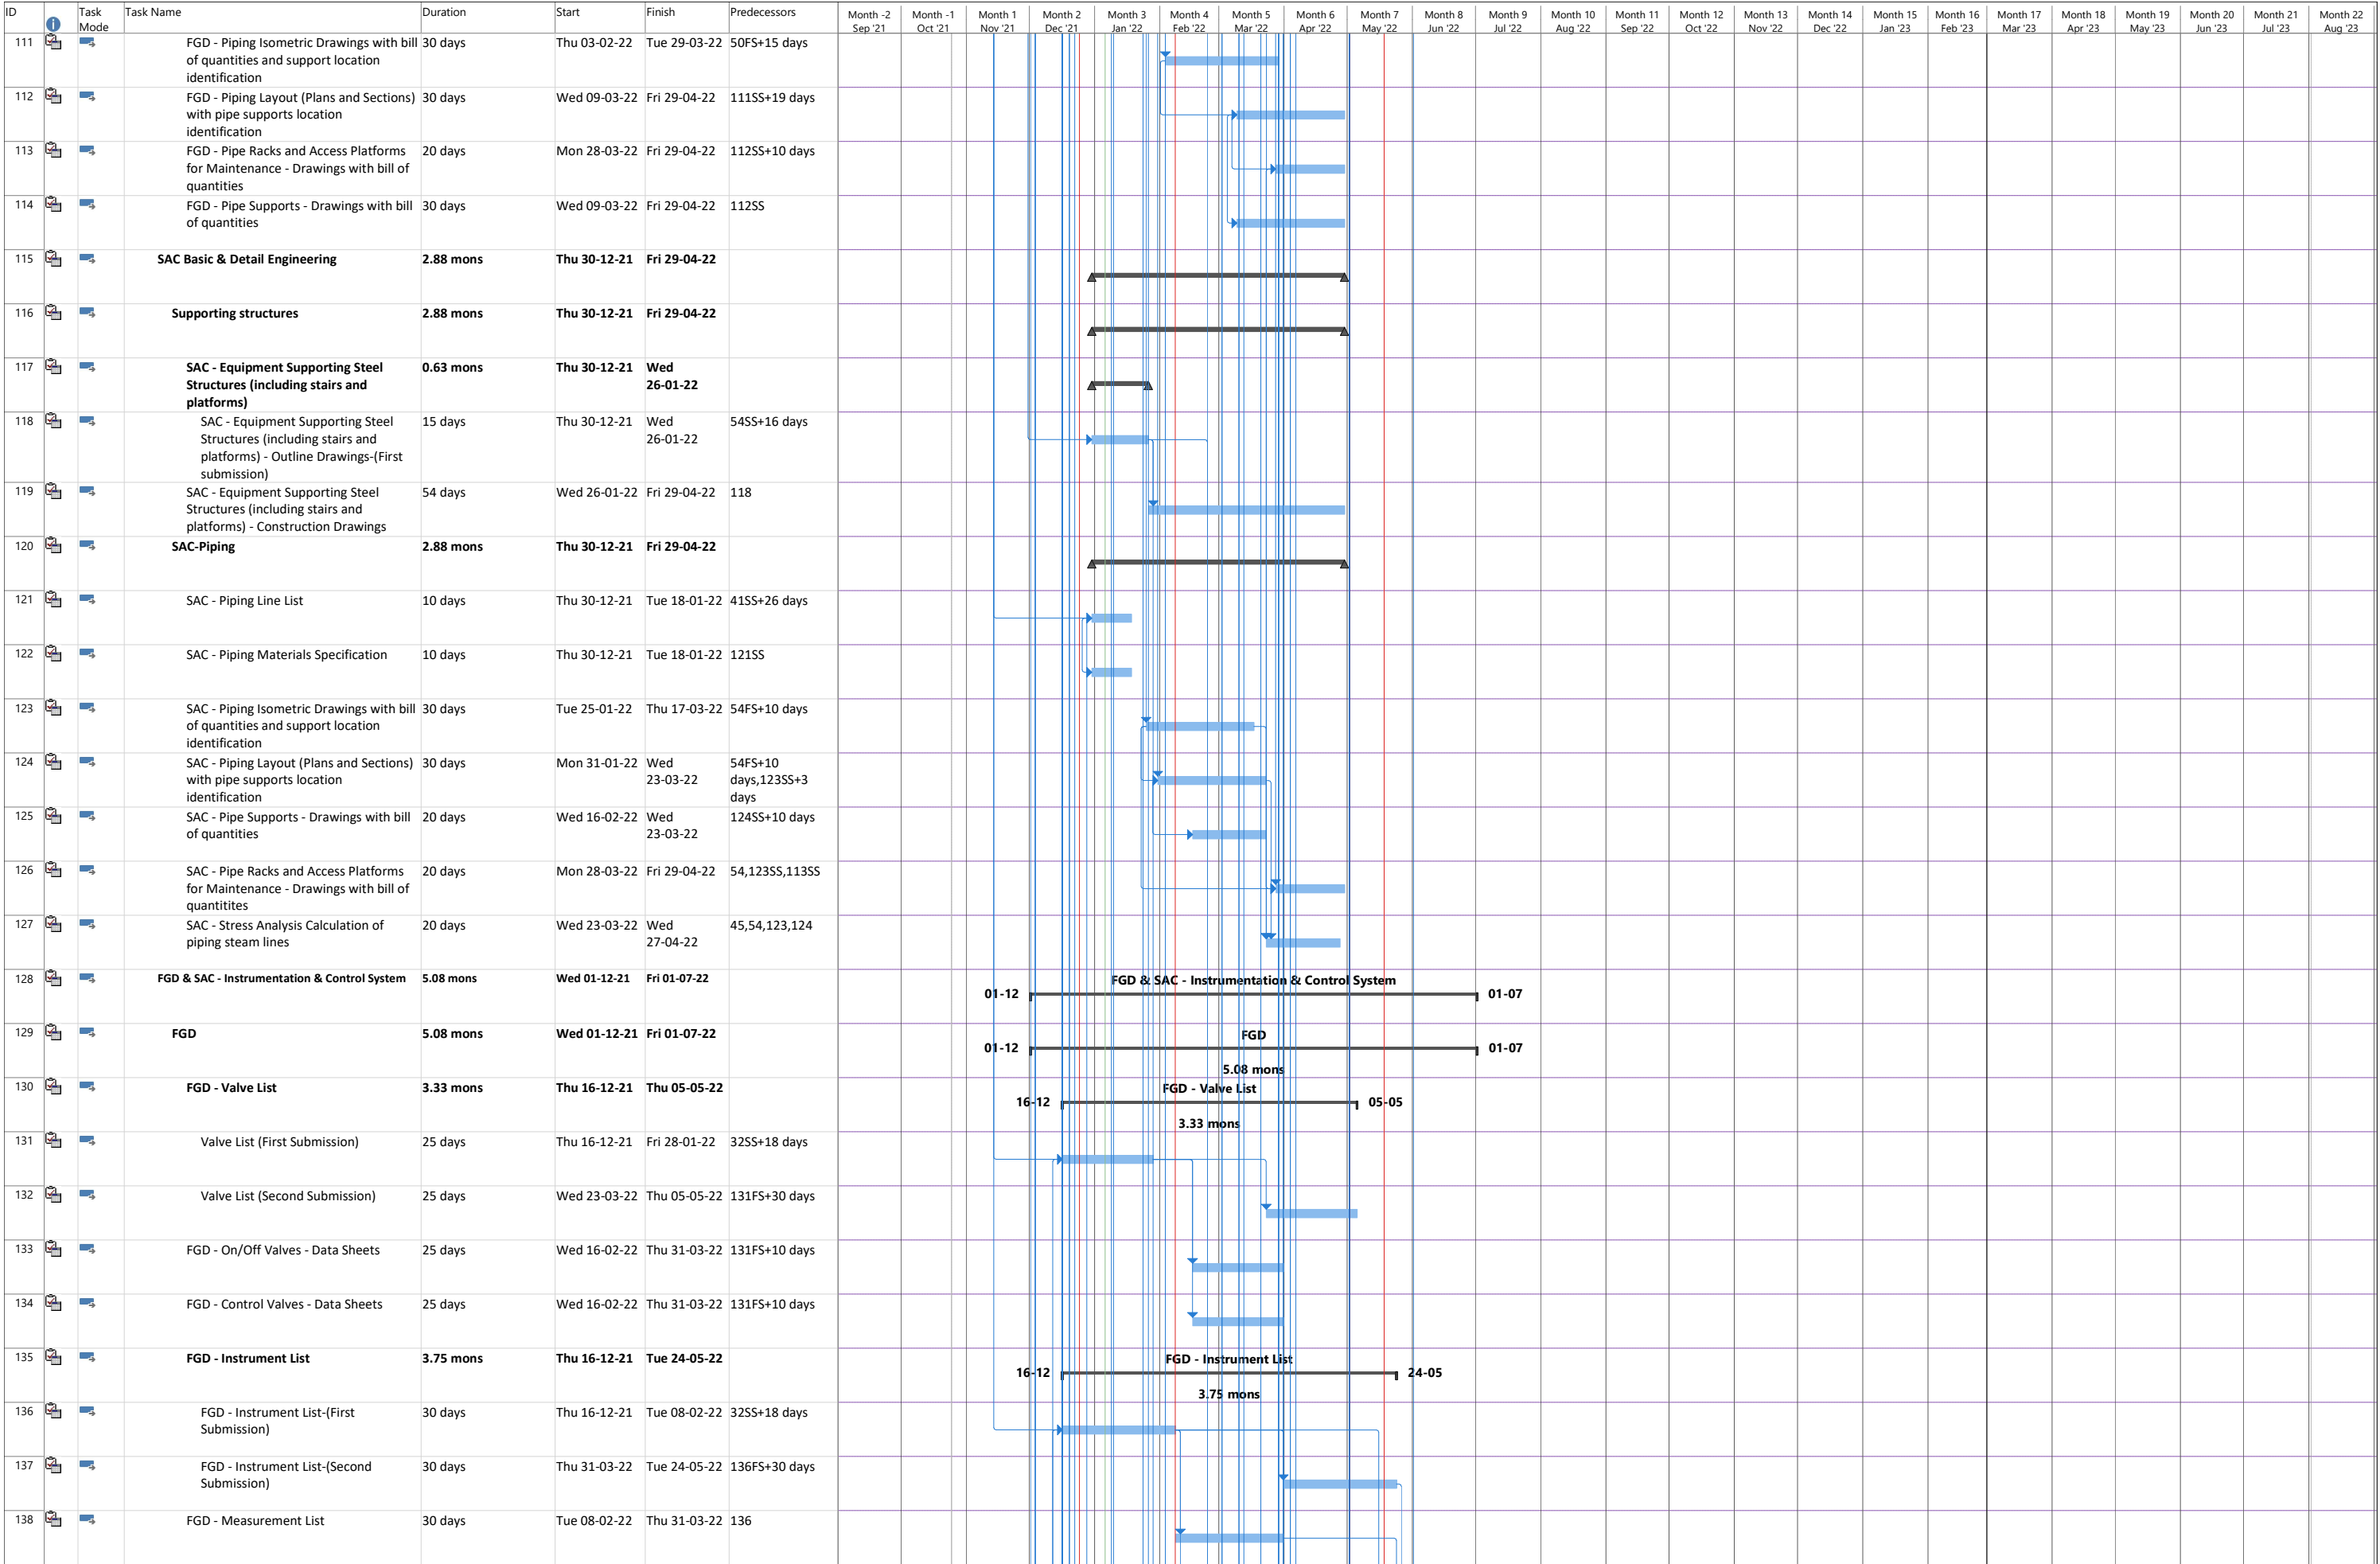 ID Task Mode Task Name Duration Start Finish Predecessors
Month -2 Month -1 Month 1 Month 2 Month 3 Month 4 Month 5 Month 6 Month 7 Month 8 Month 9 Month 10 Month 11 Month 12 Month 13 Month 14 Month 15 Month 16 Month 17 Month 18 Month 19 Month 20 Month 21 Month 22
Sep '21 Oct '21 Nov '21 Dec '21 Jan '22 Feb '22 Mar '22 Apr '22 May '22 Jun '22 Jul '22 Aug '22 Sep '22 Oct '22 Nov '22 Dec '22 Jan '23 Feb '23 Mar '23 Apr '23 May '23 Jun '23 Jul '23 Aug '23
111 FGD - Piping Isometric Drawings with bill 30 days Thu 03-02-22 Tue 29-03-22 50FS+15 days
of quantities and support location
identification
112 FGD - Piping Layout (Plans and Sections) 30 days Wed 09-03-22 Fri 29-04-22 111SS+19 days
with pipe supports location
identification
113 FGD - Pipe Racks and Access Platforms 20 days Mon 28-03-22 Fri 29-04-22 112SS+10 days
for Maintenance - Drawings with bill of
quantities
114 FGD - Pipe Supports - Drawings with bill 30 days Wed 09-03-22 Fri 29-04-22 112SS
of quantities
115 SAC Basic & Detail Engineering 2.88 mons Thu 30-12-21 Fri 29-04-22
116 Supporting structures 2.88 mons Thu 30-12-21 Fri 29-04-22
117 SAC - Equipment Supporting Steel 0.63 mons Thu 30-12-21 Wed
Structures (including stairs and 26-01-22
platforms)
118 SAC - Equipment Supporting Steel 15 days Thu 30-12-21 Wed 54SS+16 days
Structures (including stairs and 26-01-22
platforms) - Outline Drawings-(First
submission)
119 SAC - Equipment Supporting Steel 54 days Wed 26-01-22 Fri 29-04-22 118
Structures (including stairs and
platforms) - Construction Drawings
120 SAC-Piping 2.88 mons Thu 30-12-21 Fri 29-04-22
121 SAC - Piping Line List 10 days Thu 30-12-21 Tue 18-01-22 41SS+26 days
122 SAC - Piping Materials Specification 10 days Thu 30-12-21 Tue 18-01-22 121SS
123 SAC - Piping Isometric Drawings with bill 30 days Tue 25-01-22 Thu 17-03-22 54FS+10 days
of quantities and support location
identification
124 SAC - Piping Layout (Plans and Sections) 30 days Mon 31-01-22 Wed 54FS+10
with pipe supports location 23-03-22 days,123SS+3
identification days
125 SAC - Pipe Supports - Drawings with bill 20 days Wed 16-02-22 Wed 124SS+10 days
of quantities 23-03-22
126 SAC - Pipe Racks and Access Platforms 20 days Mon 28-03-22 Fri 29-04-22 54,123SS,113SS
for Maintenance - Drawings with bill of
quantitites
127 SAC - Stress Analysis Calculation of 20 days Wed 23-03-22 Wed 45,54,123,124
piping steam lines 27-04-22
128 FGD & SAC - Instrumentation & Control System 5.08 mons Wed 01-12-21 Fri 01-07-22 FGD & SAC - Instrumentation & Control System
01-12 01-07
129 FGD 5.08 mons Wed 01-12-21 Fri 01-07-22 FGD
01-12 01-07
5.08 mons
130 FGD - Valve List 3.33 mons Thu 16-12-21 Thu 05-05-22 FGD - Valve List
16-12 05-05
3.33 mons
131 Valve List (First Submission) 25 days Thu 16-12-21 Fri 28-01-22 32SS+18 days
132 Valve List (Second Submission) 25 days Wed 23-03-22 Thu 05-05-22 131FS+30 days
133 FGD - On/Off Valves - Data Sheets 25 days Wed 16-02-22 Thu 31-03-22 131FS+10 days
134 FGD - Control Valves - Data Sheets 25 days Wed 16-02-22 Thu 31-03-22 131FS+10 days
135 FGD - Instrument List 3.75 mons Thu 16-12-21 Tue 24-05-22 FGD - Instrument List
16-12 24-05
3.75 mons
136 FGD - Instrument List-(First 30 days Thu 16-12-21 Tue 08-02-22 32SS+18 days
Submission)
137 FGD - Instrument List-(Second 30 days Thu 31-03-22 Tue 24-05-22 136FS+30 days
Submission)
138 FGD - Measurement List 30 days Tue 08-02-22 Thu 31-03-22 136